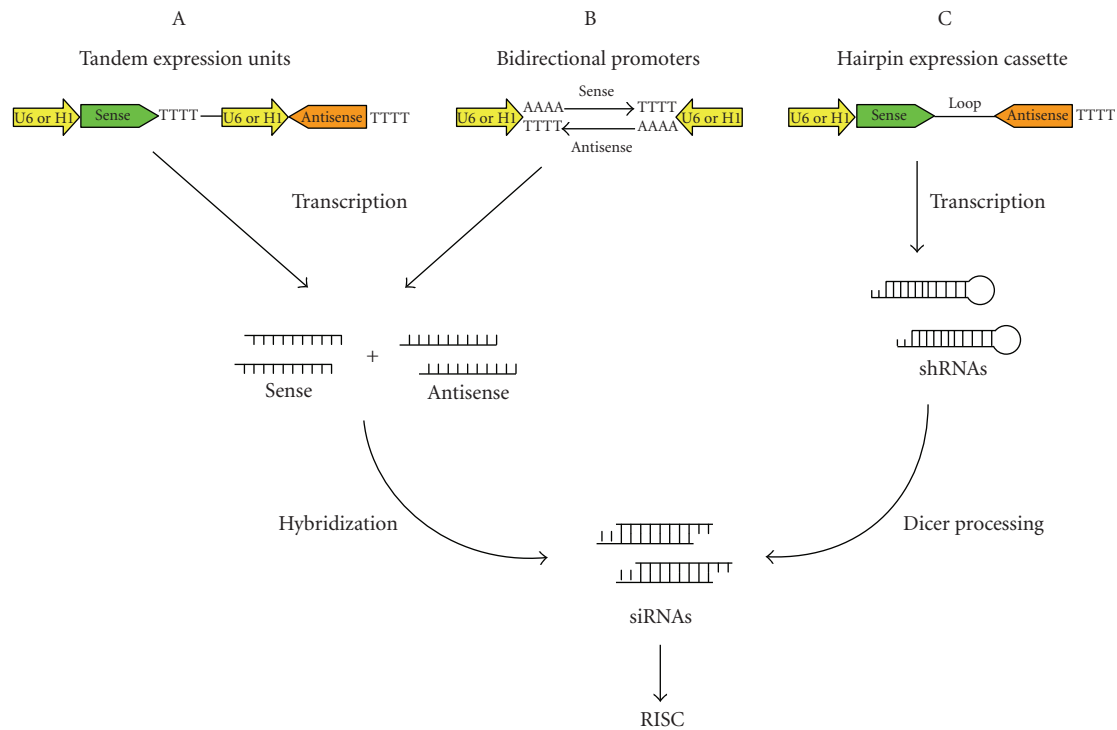 A
B
C
Tandem expression units
Bidirectional promoters
Hairpin expression cassette
U6 or H1 Sense TTTT U6 or H1 Antisense TTTT
U6 or H1 AAAA Sense TTTT U6 or H1
TTTT Antisense AAAA
U6 or H1 Sense Loop Antisense TTTT
Transcription
Transcription
+
Sense
Antisense
shRNAs
Hybridization
Dicer processing
siRNAs
RISC